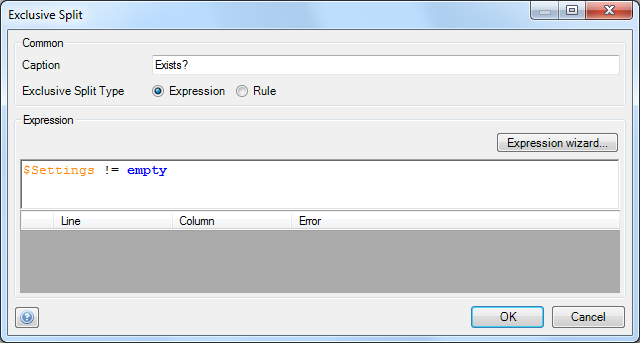 Exclusive Split
Common
Caption Exists?
Exclusive Split Type Expression Rule
Expression
Expression wizard...
$Settings != empty
Line Column Error
? OK Cancel